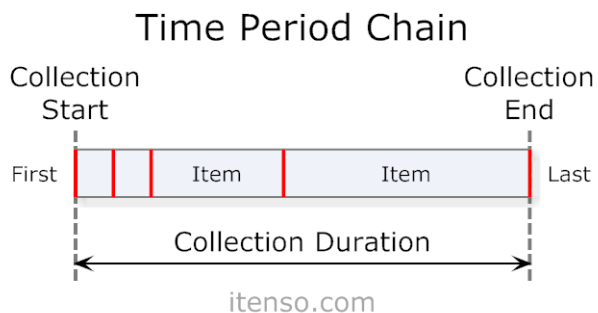 Time Period Chain
Collection
Start
Collection
End
First
Item
Item
Last
Collection Duration
itenso.com